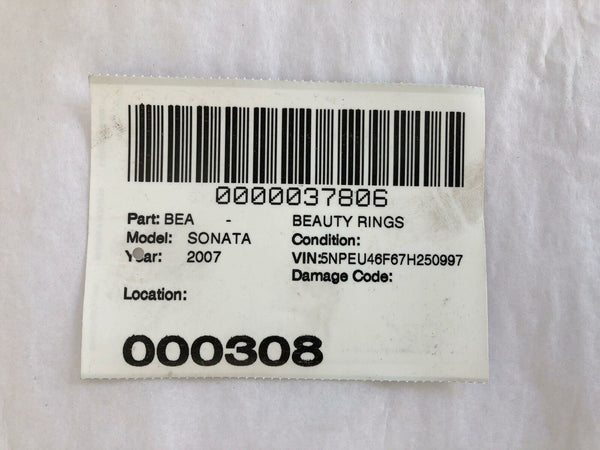 0000037806
Part: BEA - BEAUTY RINGS
Model: SONATA Condition:
Year: 2007 VIN:5NPEU46F67H250997
Damage Code:
Location:
000308